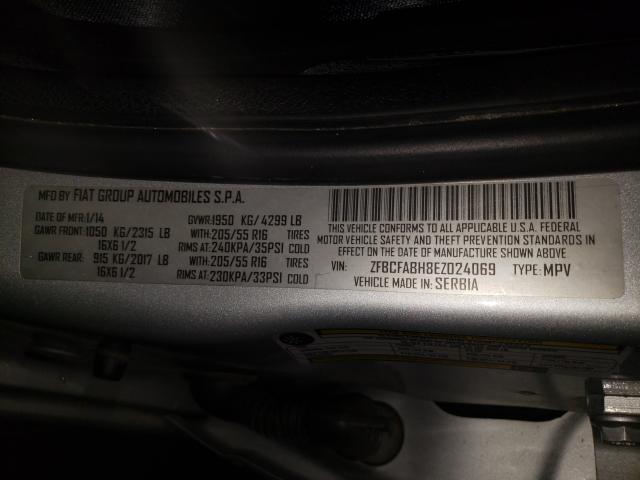 MFD BY FIAT GROUP AUTOMOBILES S.P.A.
DATE OF MFR:1/14 GVWR:1950 KG/4299 LB
GAWR FRONT:1050 KG/2315 LB WITH:205/55 R16 TIRES
16X6 1/2 RIMS AT:240KPA/35PSI COLD
GAWR REAR: 915 KG/2017 LB WITH:205/55 R16 TIRES
16X6 1/2 RIMS AT:230KPA/33PSI COLD
THIS VEHICLE CONFORMS TO ALL APPLICABLE U.S.A. FEDERAL
MOTOR VEHICLE SAFETY AND THEFT PREVENTION STANDARDS IN
EFFECT ON THE DATE OF MANUFACTURE SHOWN ABOVE
VIN: ZFBCFABH8EZ024069 TYPE: MPV
VEHICLE MADE IN: SERBIA